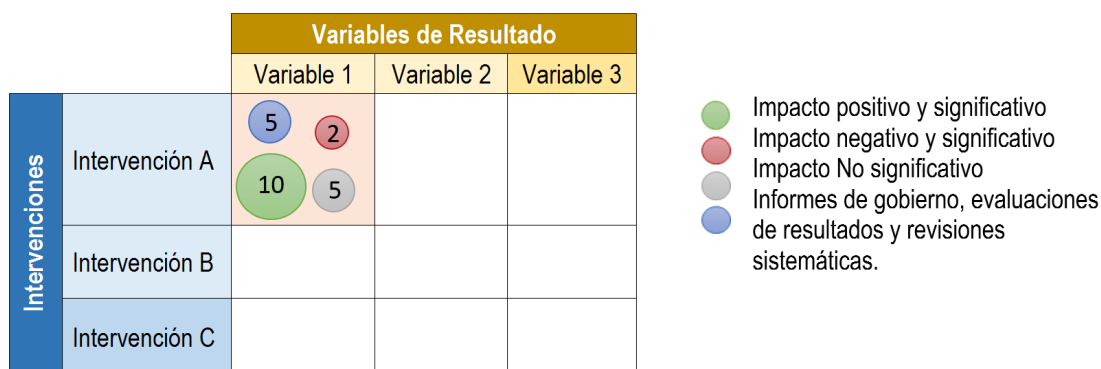 Variables de Resultado
Variable 1 Variable 2 Variable 3
Intervenciones
Intervención A
5 2
10 5
Intervención B
Intervención C
Impacto positivo y significativo
Impacto negativo y significativo
Impacto No significativo
Informes de gobierno, evaluaciones
de resultados y revisiones
sistemáticas.